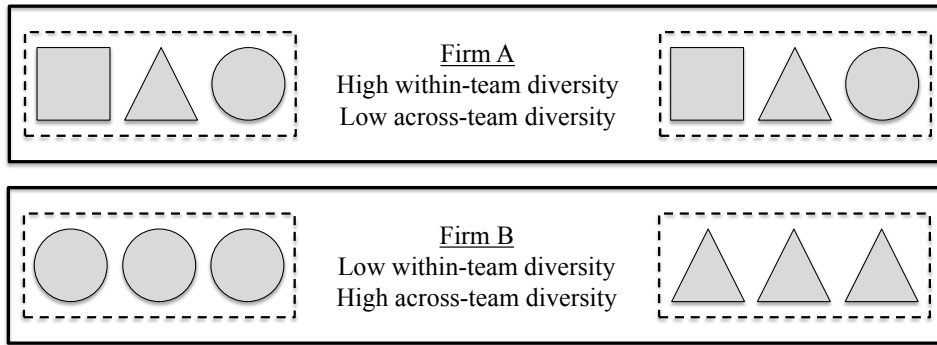 Firm A
High within-team diversity
Low across-team diversity
Firm B
Low within-team diversity
High across-team diversity